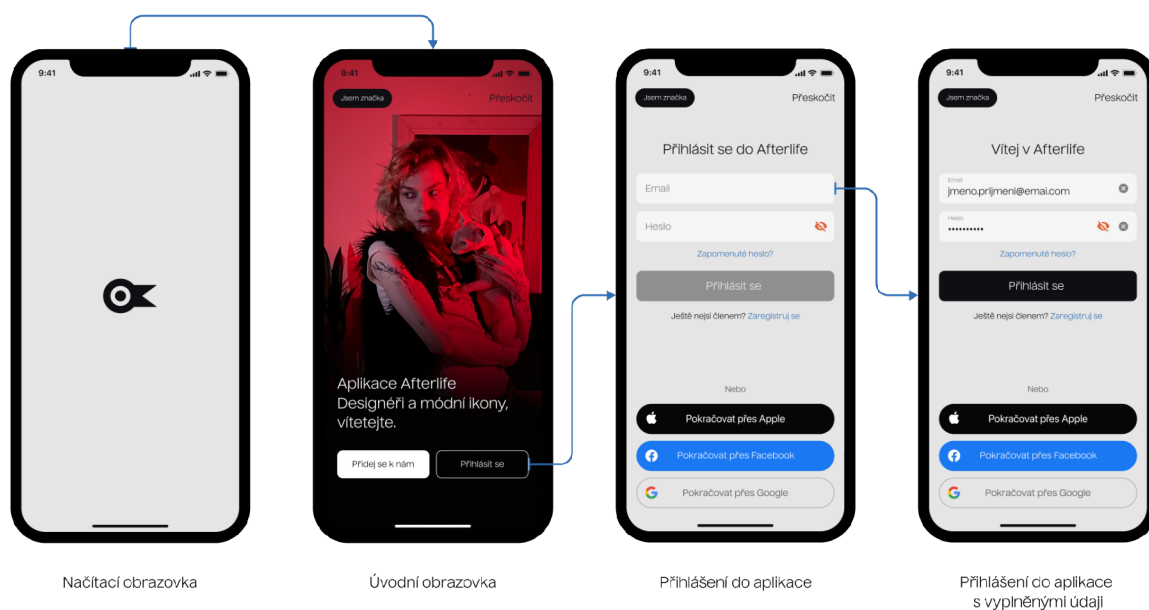 9:41
9:41
Jsem značka
Přeskočit
Aplikace Afterlife
Designéři a módní ikony,
vítetejte.
Přidej se k nám
Přihlásit se
9:41
Jsem značka
Přeskočit
Přihlásit se do Afterlife
Email
Heslo
Zapomenuté heslo?
Přihlásit se
Ještě nejsi členem? Zaregistruj se
Nebo
Pokračovat přes Apple
Pokračovat přes Facebook
Pokračovat přes Google
9:41
Jsem značka
Přeskočit
Vítej v Afterlife
Email
jmeno.prijmeni@emai.com
Heslo
••••••••••
Zapomenuté heslo?
Přihlásit se
Ještě nejsi členem? Zaregistruj se
Nebo
Pokračovat přes Apple
Pokračovat přes Facebook
Pokračovat přes Google
Načítací obrazovka
Úvodní obrazovka
Přihlášení do aplikace
Přihlášení do aplikace
s vyplněnými údaji